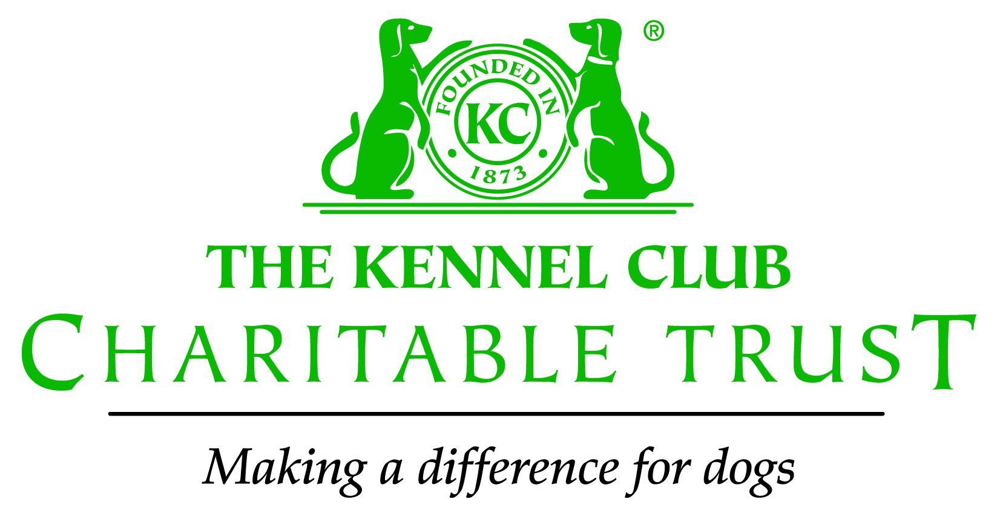 ®
FOUNDED IN
KC
• 1873 •
THE KENNEL CLUB
CHARITABLE TRUST
Making a difference for dogs